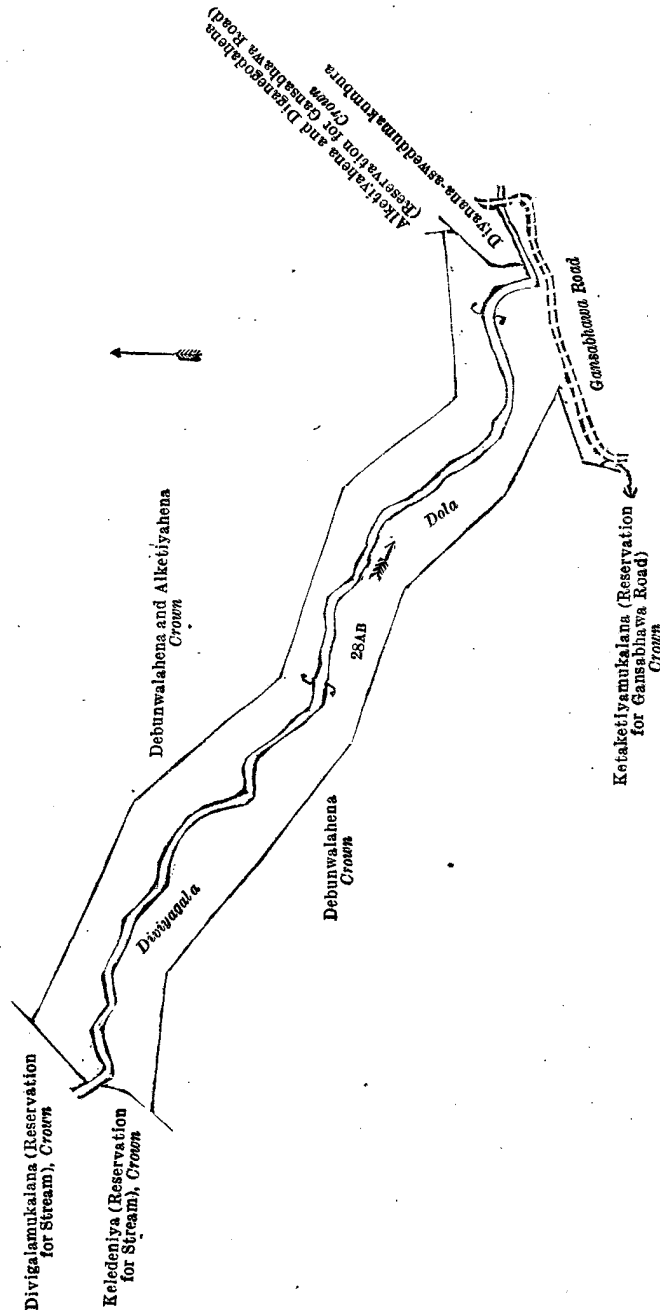 Divigalamukalana (Reservation
for Stream), Crown
Keledeniya (Reservation
for Stream), Crown
Debunwalahena and Alketiyahena
Crown
Diviyagala
Debunwalahena
Crown
28AB
Dola
Alketiyahena and Diganegodahena
(Reservation for Gansabhawa Road)
Crown
Diyanana-asweddumakumbura
Gansabhawa Road
Ketaketiyamukalana (Reservation
for Gansabhawa Road)
Crown